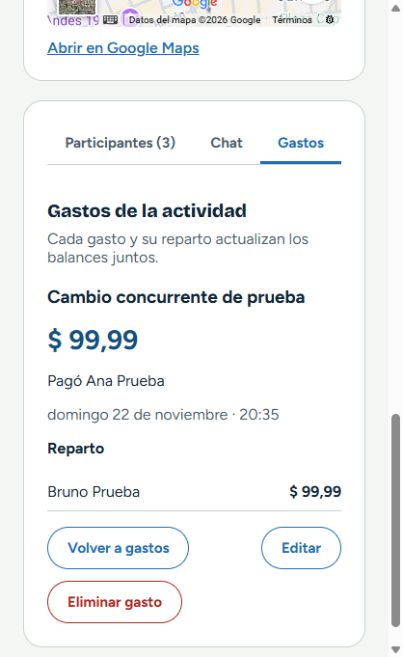 Google
Datos del mapa ©2026 Google Términos
Abrir en Google Maps
Participantes (3) Chat Gastos
Gastos de la actividad
Cada gasto y su reparto actualizan los
balances juntos.
Cambio concurrente de prueba
$ 99,99
Pagó Ana Prueba
domingo 22 de noviembre · 20:35
Reparto
Bruno Prueba $ 99,99
Volver a gastos Editar
Eliminar gasto